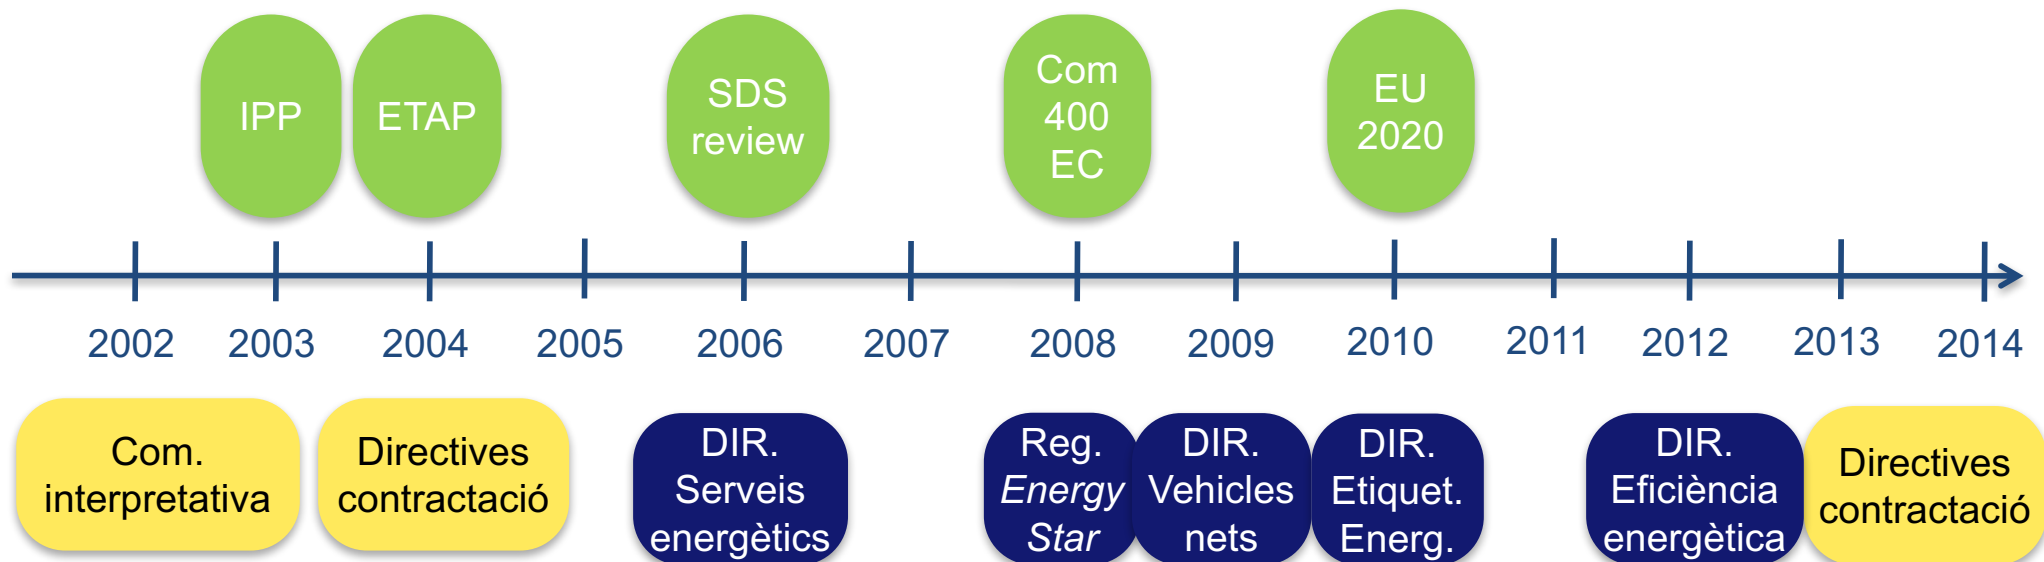 IPP
ETAP
SDS
review
Com
400
EC
EU
2020
2002 2003 2004 2005 2006 2007 2008 2009 2010 2011 2012 2013 2014
Com.
interpretativa
Directives
contractació
DIR.
Serveis
energètics
Reg.
Energy
Star
DIR.
Vehicles
nets
DIR.
Etiquet.
Energ.
DIR.
Eficiència
energètica
Directives
contractació